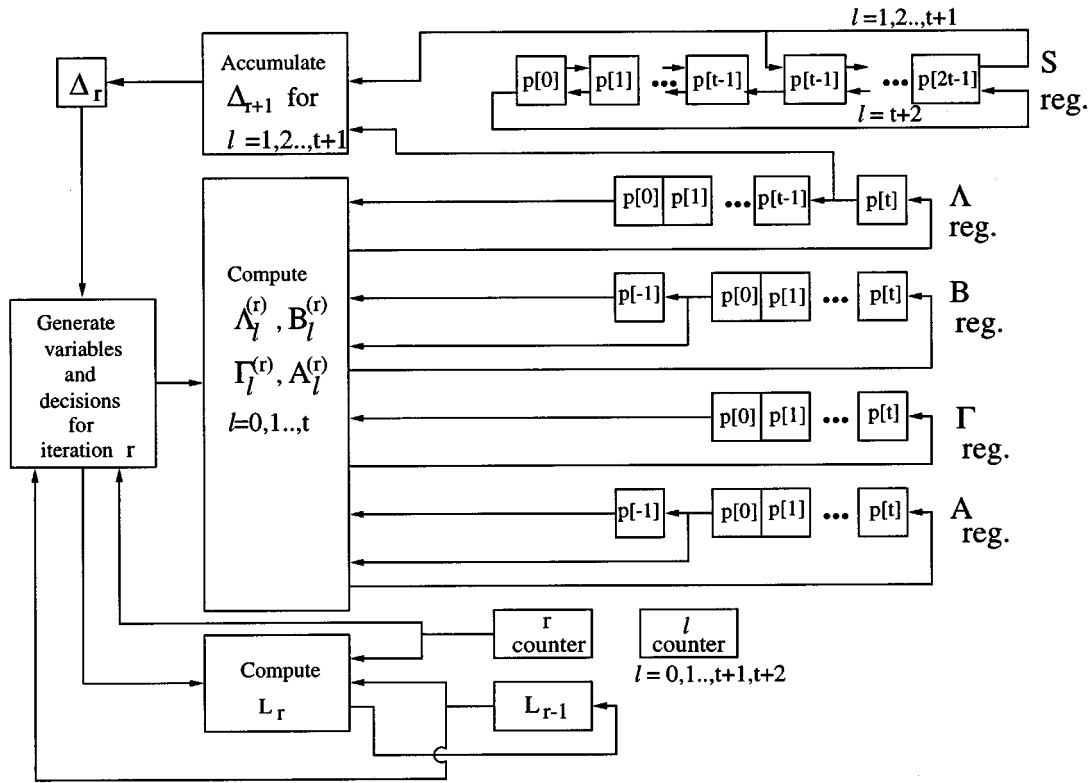 l=1,2..,t+1
Δr
Accumulate
Δr+1 for
l=1,2..,t+1
p[0] p[1] ... p[t-1] p[t-1] ... p[2t-1]
l = t+2
S
reg.
p[0] p[1] ... p[t-1] p[t]
Λ
reg.
Compute
Λl(r) , Bl(r)
Γl(r) , Al(r)
l=0,1..,t
p[-1] p[0] p[1] ... p[t]
B
reg.
Generate
variables
and
decisions
for
iteration r
p[0] p[1] ... p[t]
Γ
reg.
p[-1] p[0] p[1] ... p[t]
A
reg.
r
counter
l
counter
l = 0,1..,t+1,t+2
Compute
Lr
Lr-1